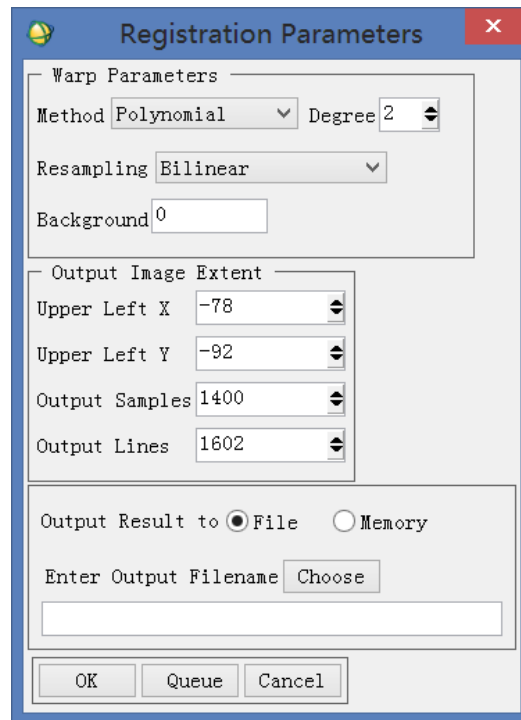 Registration Parameters
Warp Parameters
Method Polynomial Degree 2
Resampling Bilinear
Background 0
Output Image Extent
Upper Left X -78
Upper Left Y -92
Output Samples 1400
Output Lines 1602
Output Result to File Memory
Enter Output Filename Choose
OK Queue Cancel